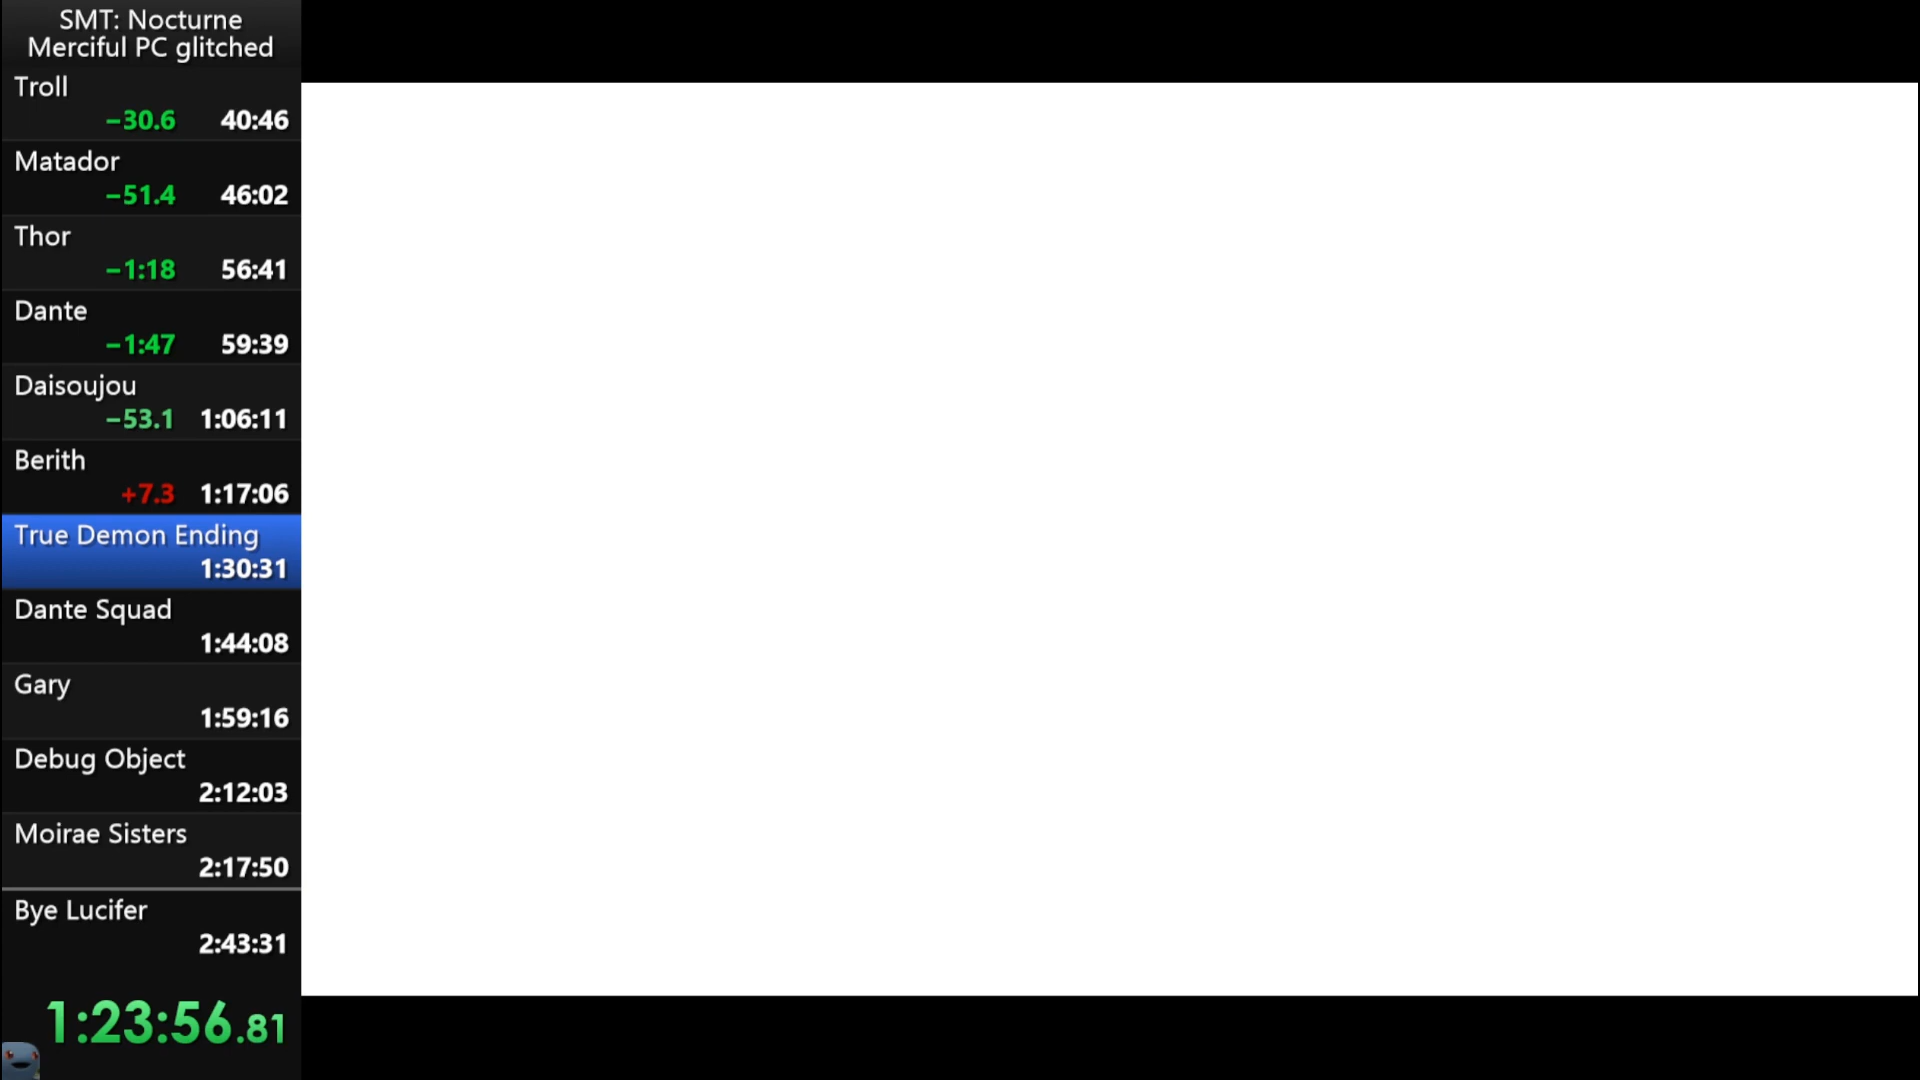 SMT: Nocturne
Merciful PC glitched
Troll
−30.6 40:46
Matador
−51.4 46:02
Thor
−1:18 56:41
Dante
−1:47 59:39
Daisoujou
−53.1 1:06:11
Berith
+7.3 1:17:06
True Demon Ending
1:30:31
Dante Squad
1:44:08
Gary
1:59:16
Debug Object
2:12:03
Moirae Sisters
2:17:50
Bye Lucifer
2:43:31
1:23:56.81